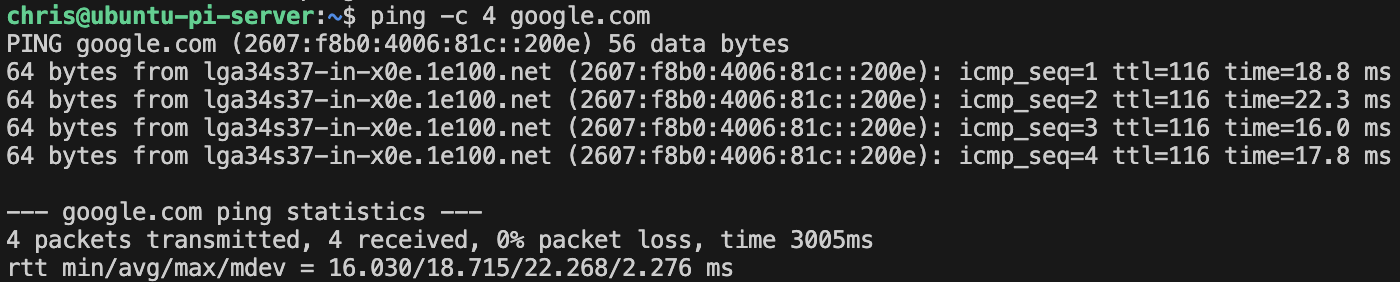 chris@ubuntu-pi-server:~$ ping -c 4 google.com
PING google.com (2607:f8b0:4006:81c::200e) 56 data bytes
64 bytes from lga34s37-in-x0e.1e100.net (2607:f8b0:4006:81c::200e): icmp_seq=1 ttl=116 time=18.8 ms
64 bytes from lga34s37-in-x0e.1e100.net (2607:f8b0:4006:81c::200e): icmp_seq=2 ttl=116 time=22.3 ms
64 bytes from lga34s37-in-x0e.1e100.net (2607:f8b0:4006:81c::200e): icmp_seq=3 ttl=116 time=16.0 ms
64 bytes from lga34s37-in-x0e.1e100.net (2607:f8b0:4006:81c::200e): icmp_seq=4 ttl=116 time=17.8 ms

--- google.com ping statistics ---
4 packets transmitted, 4 received, 0% packet loss, time 3005ms
rtt min/avg/max/mdev = 16.030/18.715/22.268/2.276 ms